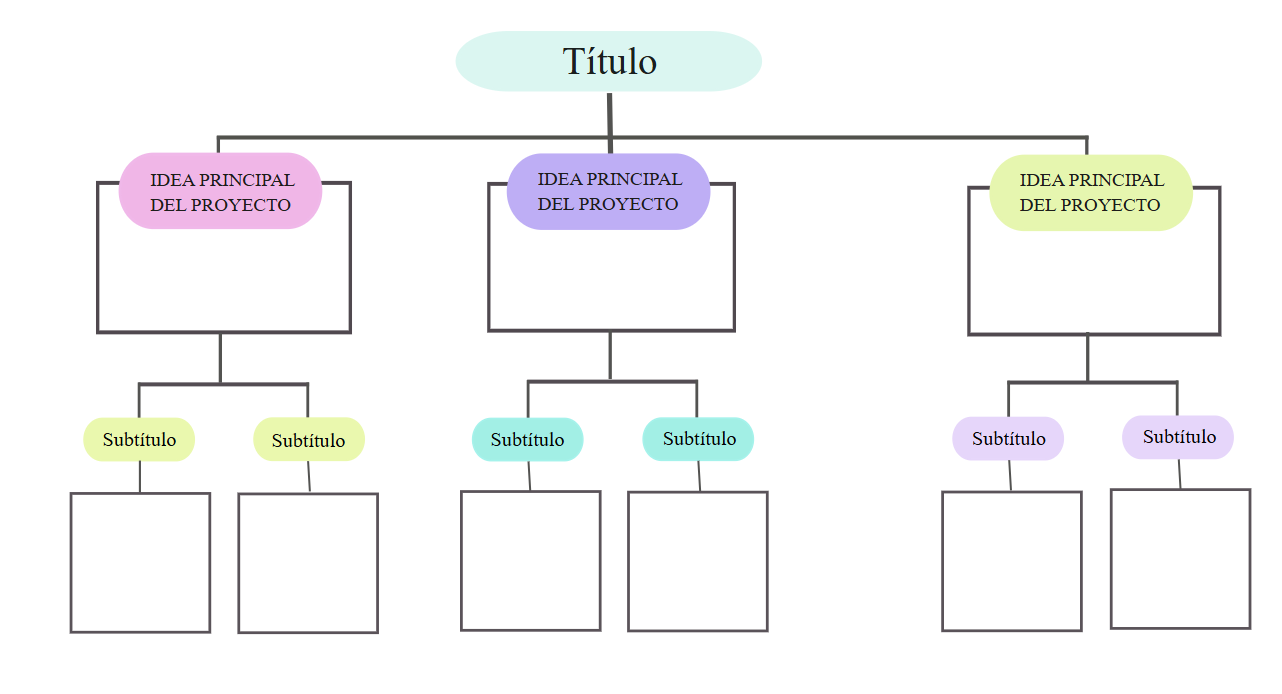 Título
IDEA PRINCIPAL
DEL PROYECTO
IDEA PRINCIPAL
DEL PROYECTO
IDEA PRINCIPAL
DEL PROYECTO
Subtítulo
Subtítulo
Subtítulo
Subtítulo
Subtítulo
Subtítulo